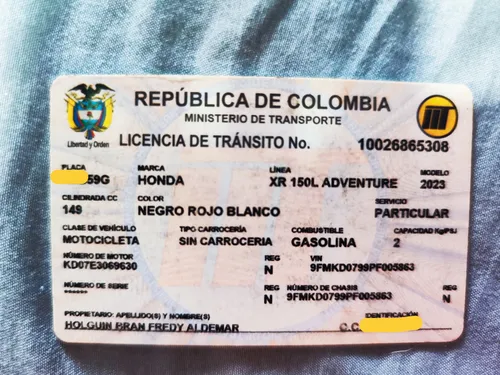 REPÚBLICA DE COLOMBIA
MINISTERIO DE TRANSPORTE
Libertad y Orden
LICENCIA DE TRÁNSITO No. 10026865308
PLACA MARCA LÍNEA MODELO
59G HONDA XR 150L ADVENTURE 2023
CILINDRADA CC COLOR SERVICIO
149 NEGRO ROJO BLANCO PARTICULAR
CLASE DE VEHÍCULO TIPO CARROCERÍA COMBUSTIBLE CAPACIDAD Kg/PSJ
MOTOCICLETA SIN CARROCERIA GASOLINA 2
NÚMERO DE MOTOR REG VIN
KD07E3069630 N 9FMKD0799PF005863
NÚMERO DE SERIE REG NÚMERO DE CHASIS REG
****** N 9FMKD0799PF005863 N
PROPIETARIO: APELLIDO(S) Y NOMBRE(S) IDENTIFICACIÓN
HOLGUIN BRAN FREDY ALDEMAR C.C.